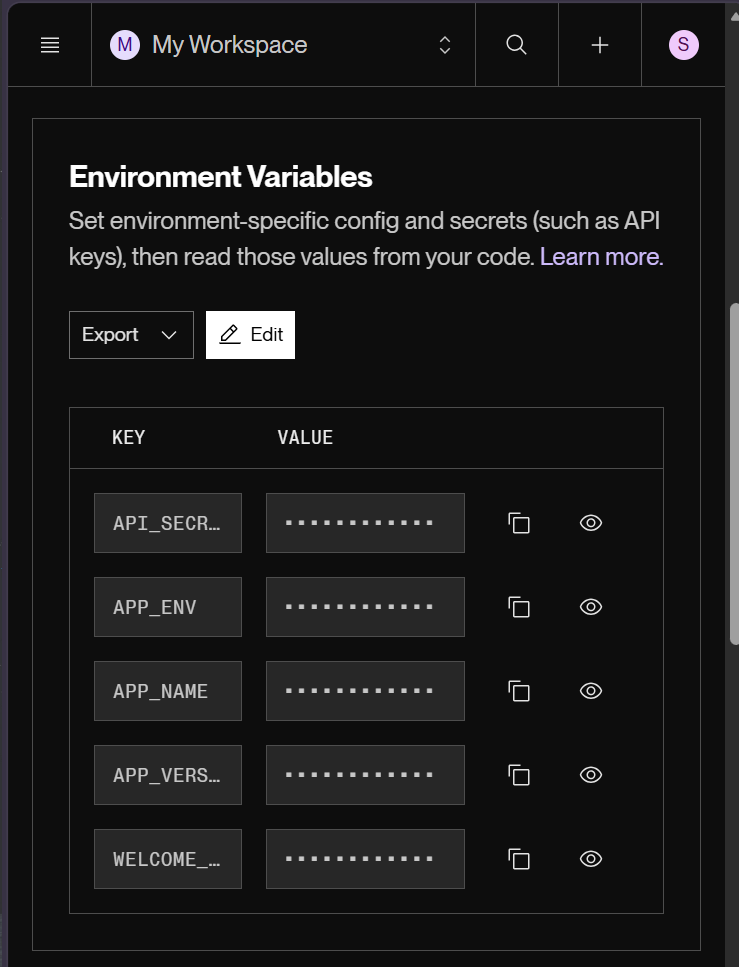 M My Workspace S
Environment Variables
Set environment-specific config and secrets (such as API
keys), then read those values from your code. Learn more.
Export Edit
KEY VALUE
API_SECR… ············
APP_ENV ············
APP_NAME ············
APP_VERS… ············
WELCOME_… ············